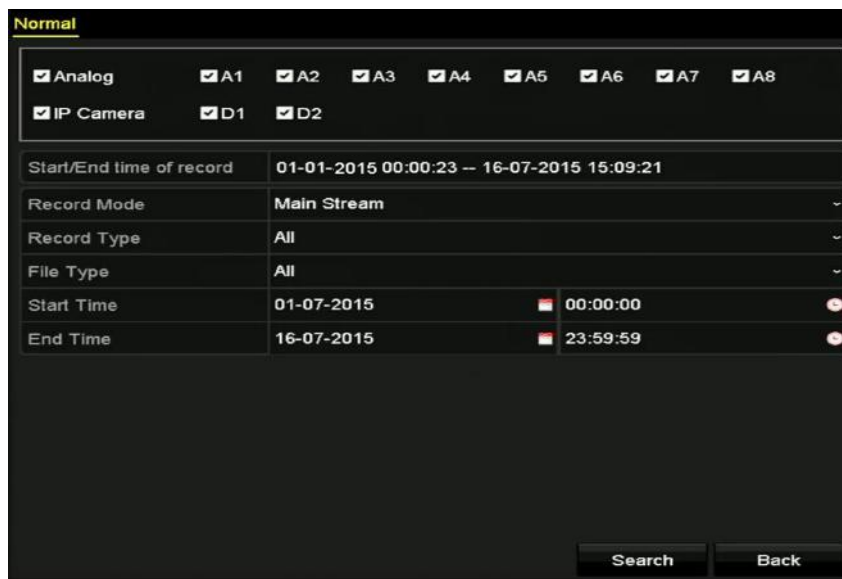 Normal
Analog A1 A2 A3 A4 A5 A6 A7 A8
IP Camera D1 D2
Start/End time of record 01-01-2015 00:00:23 -- 16-07-2015 15:09:21
Record Mode Main Stream
Record Type All
File Type All
Start Time 01-07-2015 00:00:00
End Time 16-07-2015 23:59:59
Search Back